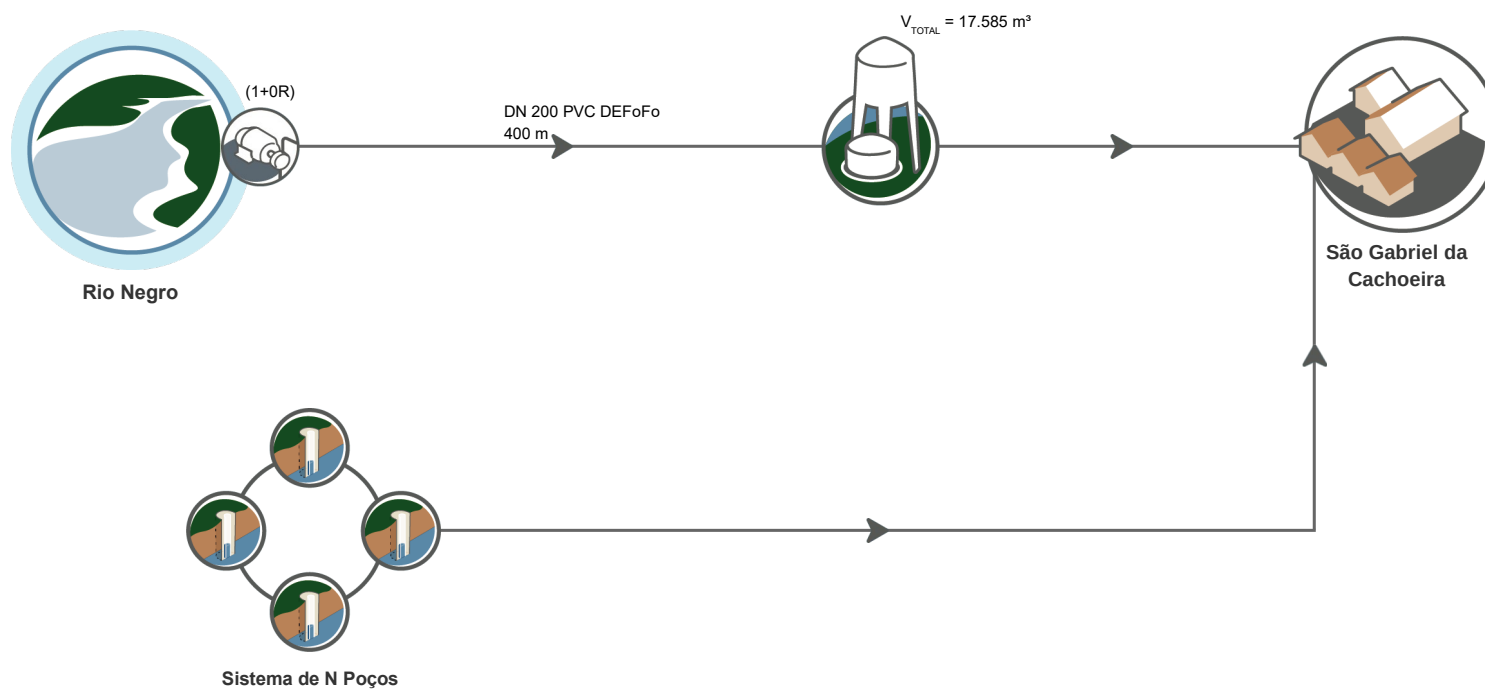 V_TOTAL = 17.585 m³
(1+0R)
DN 200 PVC DEFoFo
400 m
São Gabriel da
Cachoeira
Rio Negro
Sistema de N Poços